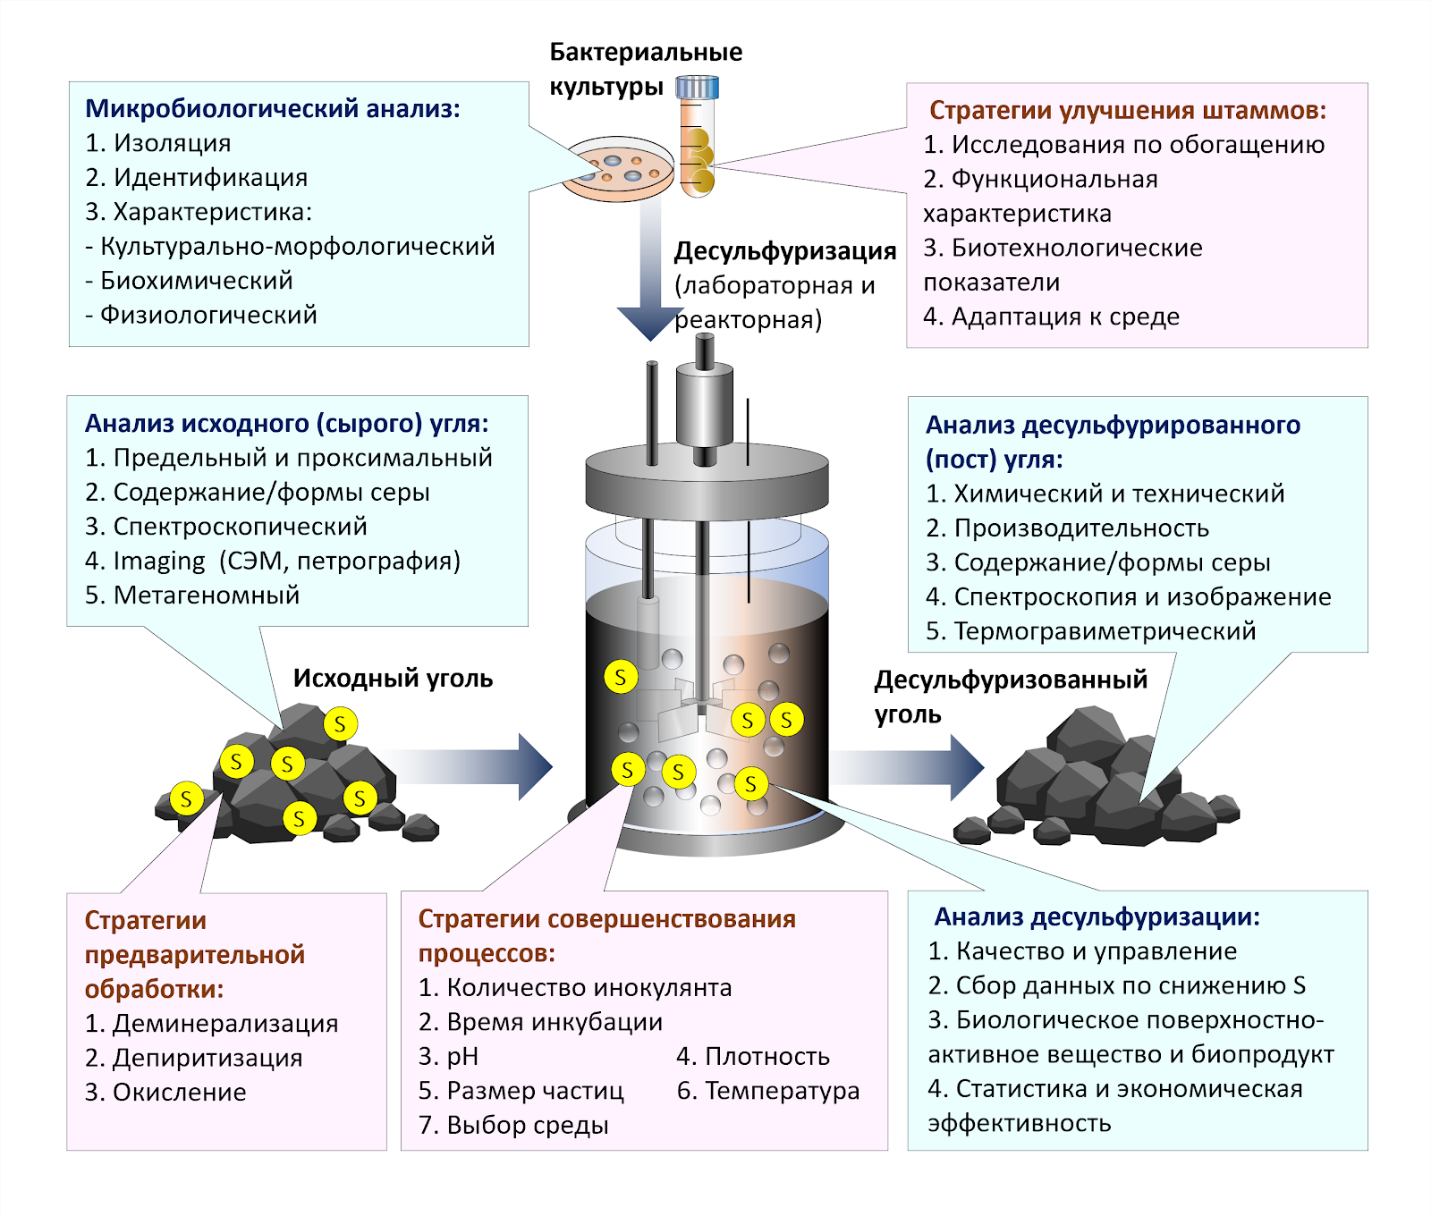 Бактериальные
культуры
Микробиологический анализ:
1. Изоляция
2. Идентификация
3. Характеристика:
- Культурально-морфологический
- Биохимический
- Физиологический
Стратегии улучшения штаммов:
1. Исследования по обогащению
2. Функциональная
характеристика
3. Биотехнологические
показатели
4. Адаптация к среде
Десульфуризация
(лабораторная и
реакторная)
Анализ исходного (сырого) угля:
1. Предельный и проксимальный
2. Содержание/формы серы
3. Спектроскопический
4. Imaging (СЭМ, петрография)
5. Метагеномный
Анализ десульфурированного
(пост) угля:
1. Химический и технический
2. Производительность
3. Содержание/формы серы
4. Спектроскопия и изображение
5. Термогравиметрический
Исходный уголь
S
S
S
S
S
S
S
S S
S
S
S
Десульфуризованный
уголь
Стратегии
предварительной
обработки:
1. Деминерализация
2. Депиритизация
3. Окисление
Стратегии совершенствования
процессов:
1. Количество инокулянта
2. Время инкубации
3. pH 4. Плотность
5. Размер частиц 6. Температура
7. Выбор среды
Анализ десульфуризации:
1. Качество и управление
2. Сбор данных по снижению S
3. Биологическое поверхностно-
активное вещество и биопродукт
4. Статистика и экономическая
эффективность